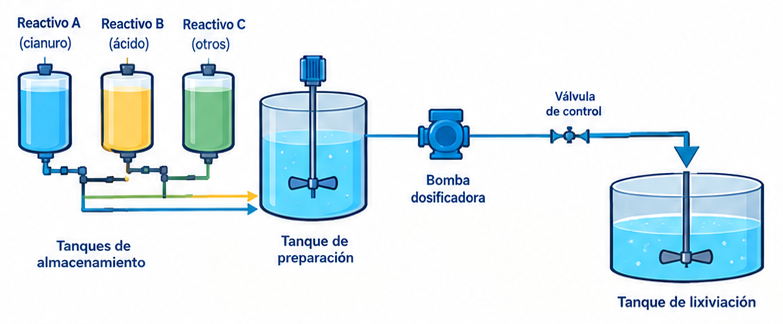 Reactivo A
(cianuro)
Reactivo B
(ácido)
Reactivo C
(otros)
Válvula
de control
Bomba
dosificadora
Tanques de
almacenamiento
Tanque de
preparación
Tanque de lixiviación